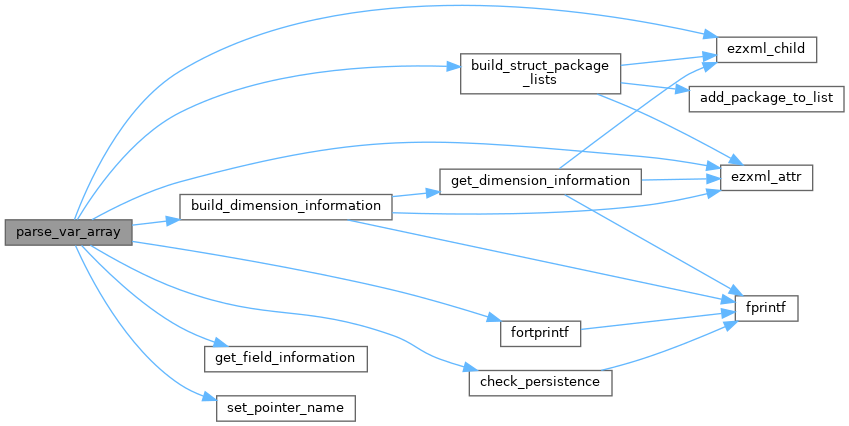 ezxml_child
build_struct_package
_lists
add_package_to_list
get_dimension_information
ezxml_attr
build_dimension_information
parse_var_array
fprintf
fortprintf
get_field_information
check_persistence
set_pointer_name